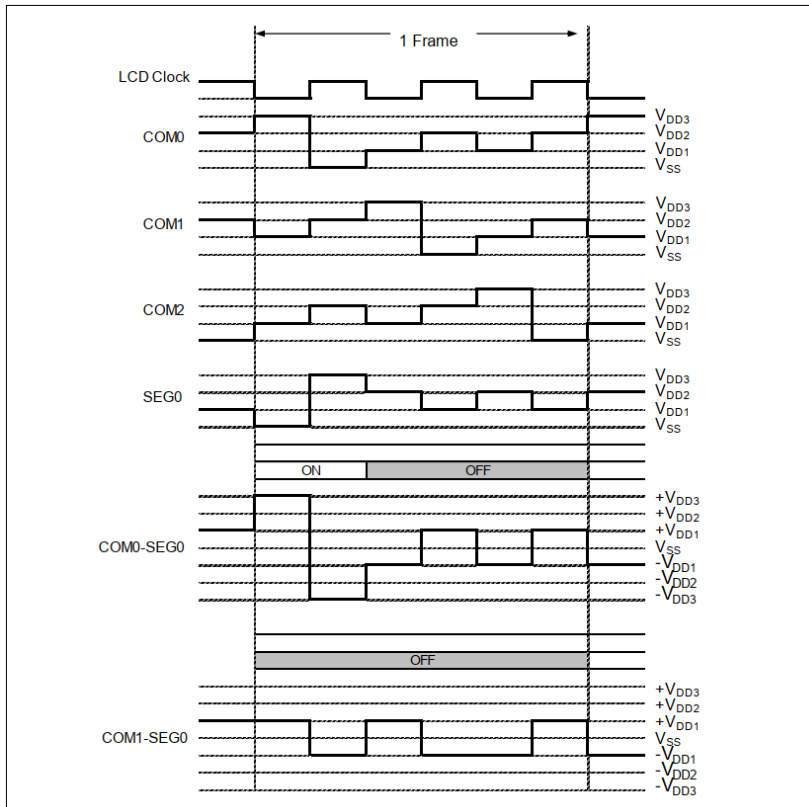 1 Frame
LCD Clock
COM0
VDD3
VDD2
VDD1
VSS
COM1
VDD3
VDD2
VDD1
VSS
COM2
VDD3
VDD2
VDD1
VSS
SEG0
VDD3
VDD2
VDD1
VSS
ON
OFF
COM0-SEG0
+VDD3
+VDD2
+VDD1
VSS
-VDD1
-VDD2
-VDD3
OFF
COM1-SEG0
+VDD3
+VDD2
+VDD1
VSS
-VDD1
-VDD2
-VDD3